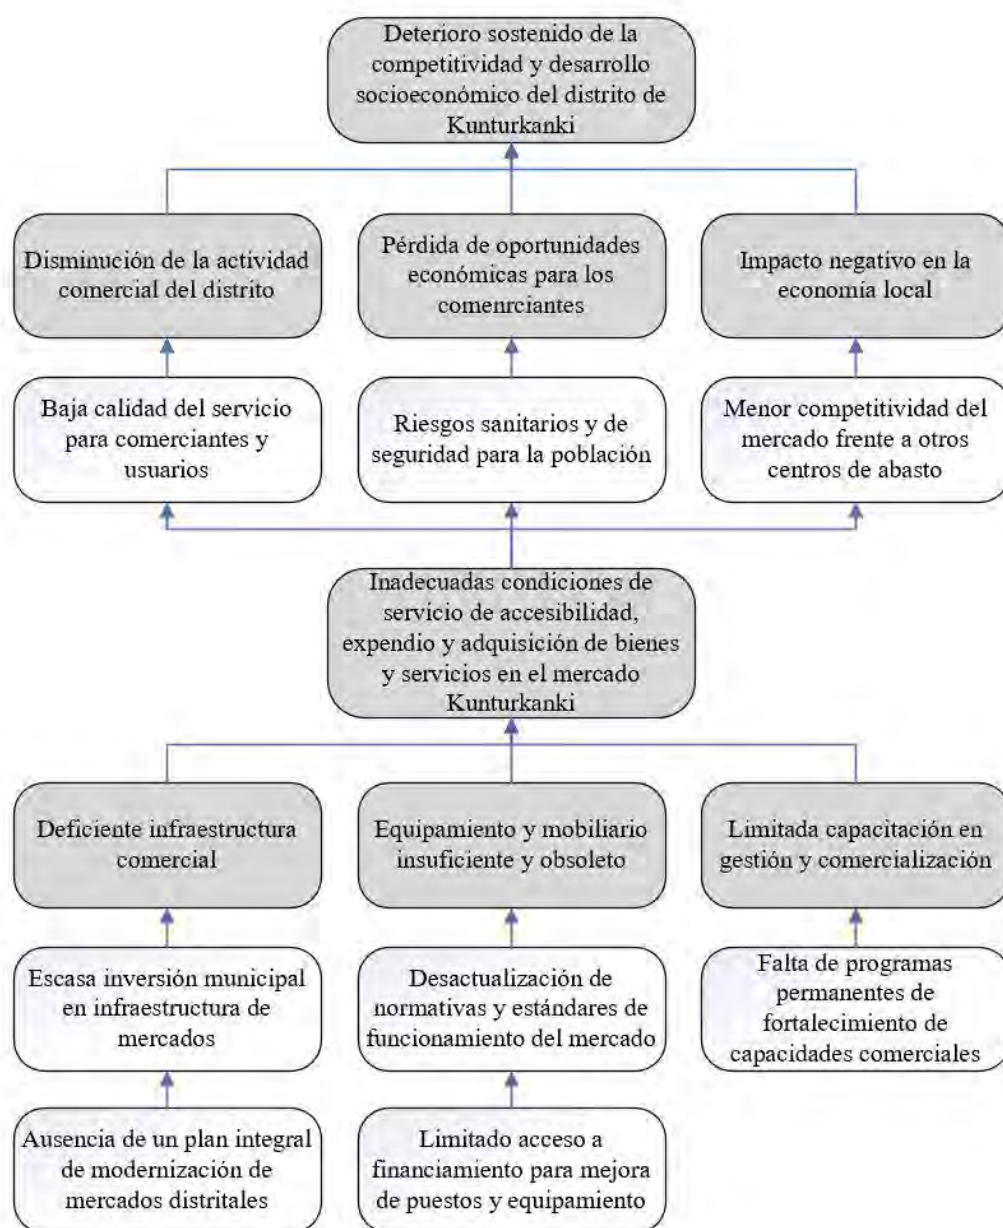 Deterioro sostenido de la
competitividad y desarrollo
socioeconómico del distrito de
Kunturkanki
Disminución de la actividad
comercial del distrito
Pérdida de oportunidades
económicas para los
comenrciantes
Impacto negativo en la
economía local
Baja calidad del servicio
para comerciantes y
usuarios
Riesgos sanitarios y de
seguridad para la población
Menor competitividad del
mercado frente a otros
centros de abasto
Inadecuadas condiciones de
servicio de accesibilidad,
expendio y adquisición de bienes
y servicios en el mercado
Kunturkanki
Deficiente infraestructura
comercial
Equipamiento y mobiliario
insuficiente y obsoleto
Limitada capacitación en
gestión y comercialización
Escasa inversión municipal
en infraestructura de
mercados
Desactualización de
normativas y estándares de
funcionamiento del mercado
Falta de programas
permanentes de
fortalecimiento de
capacidades comerciales
Ausencia de un plan integral
de modernización de
mercados distritales
Limitado acceso a
financiamiento para mejora
de puestos y equipamiento